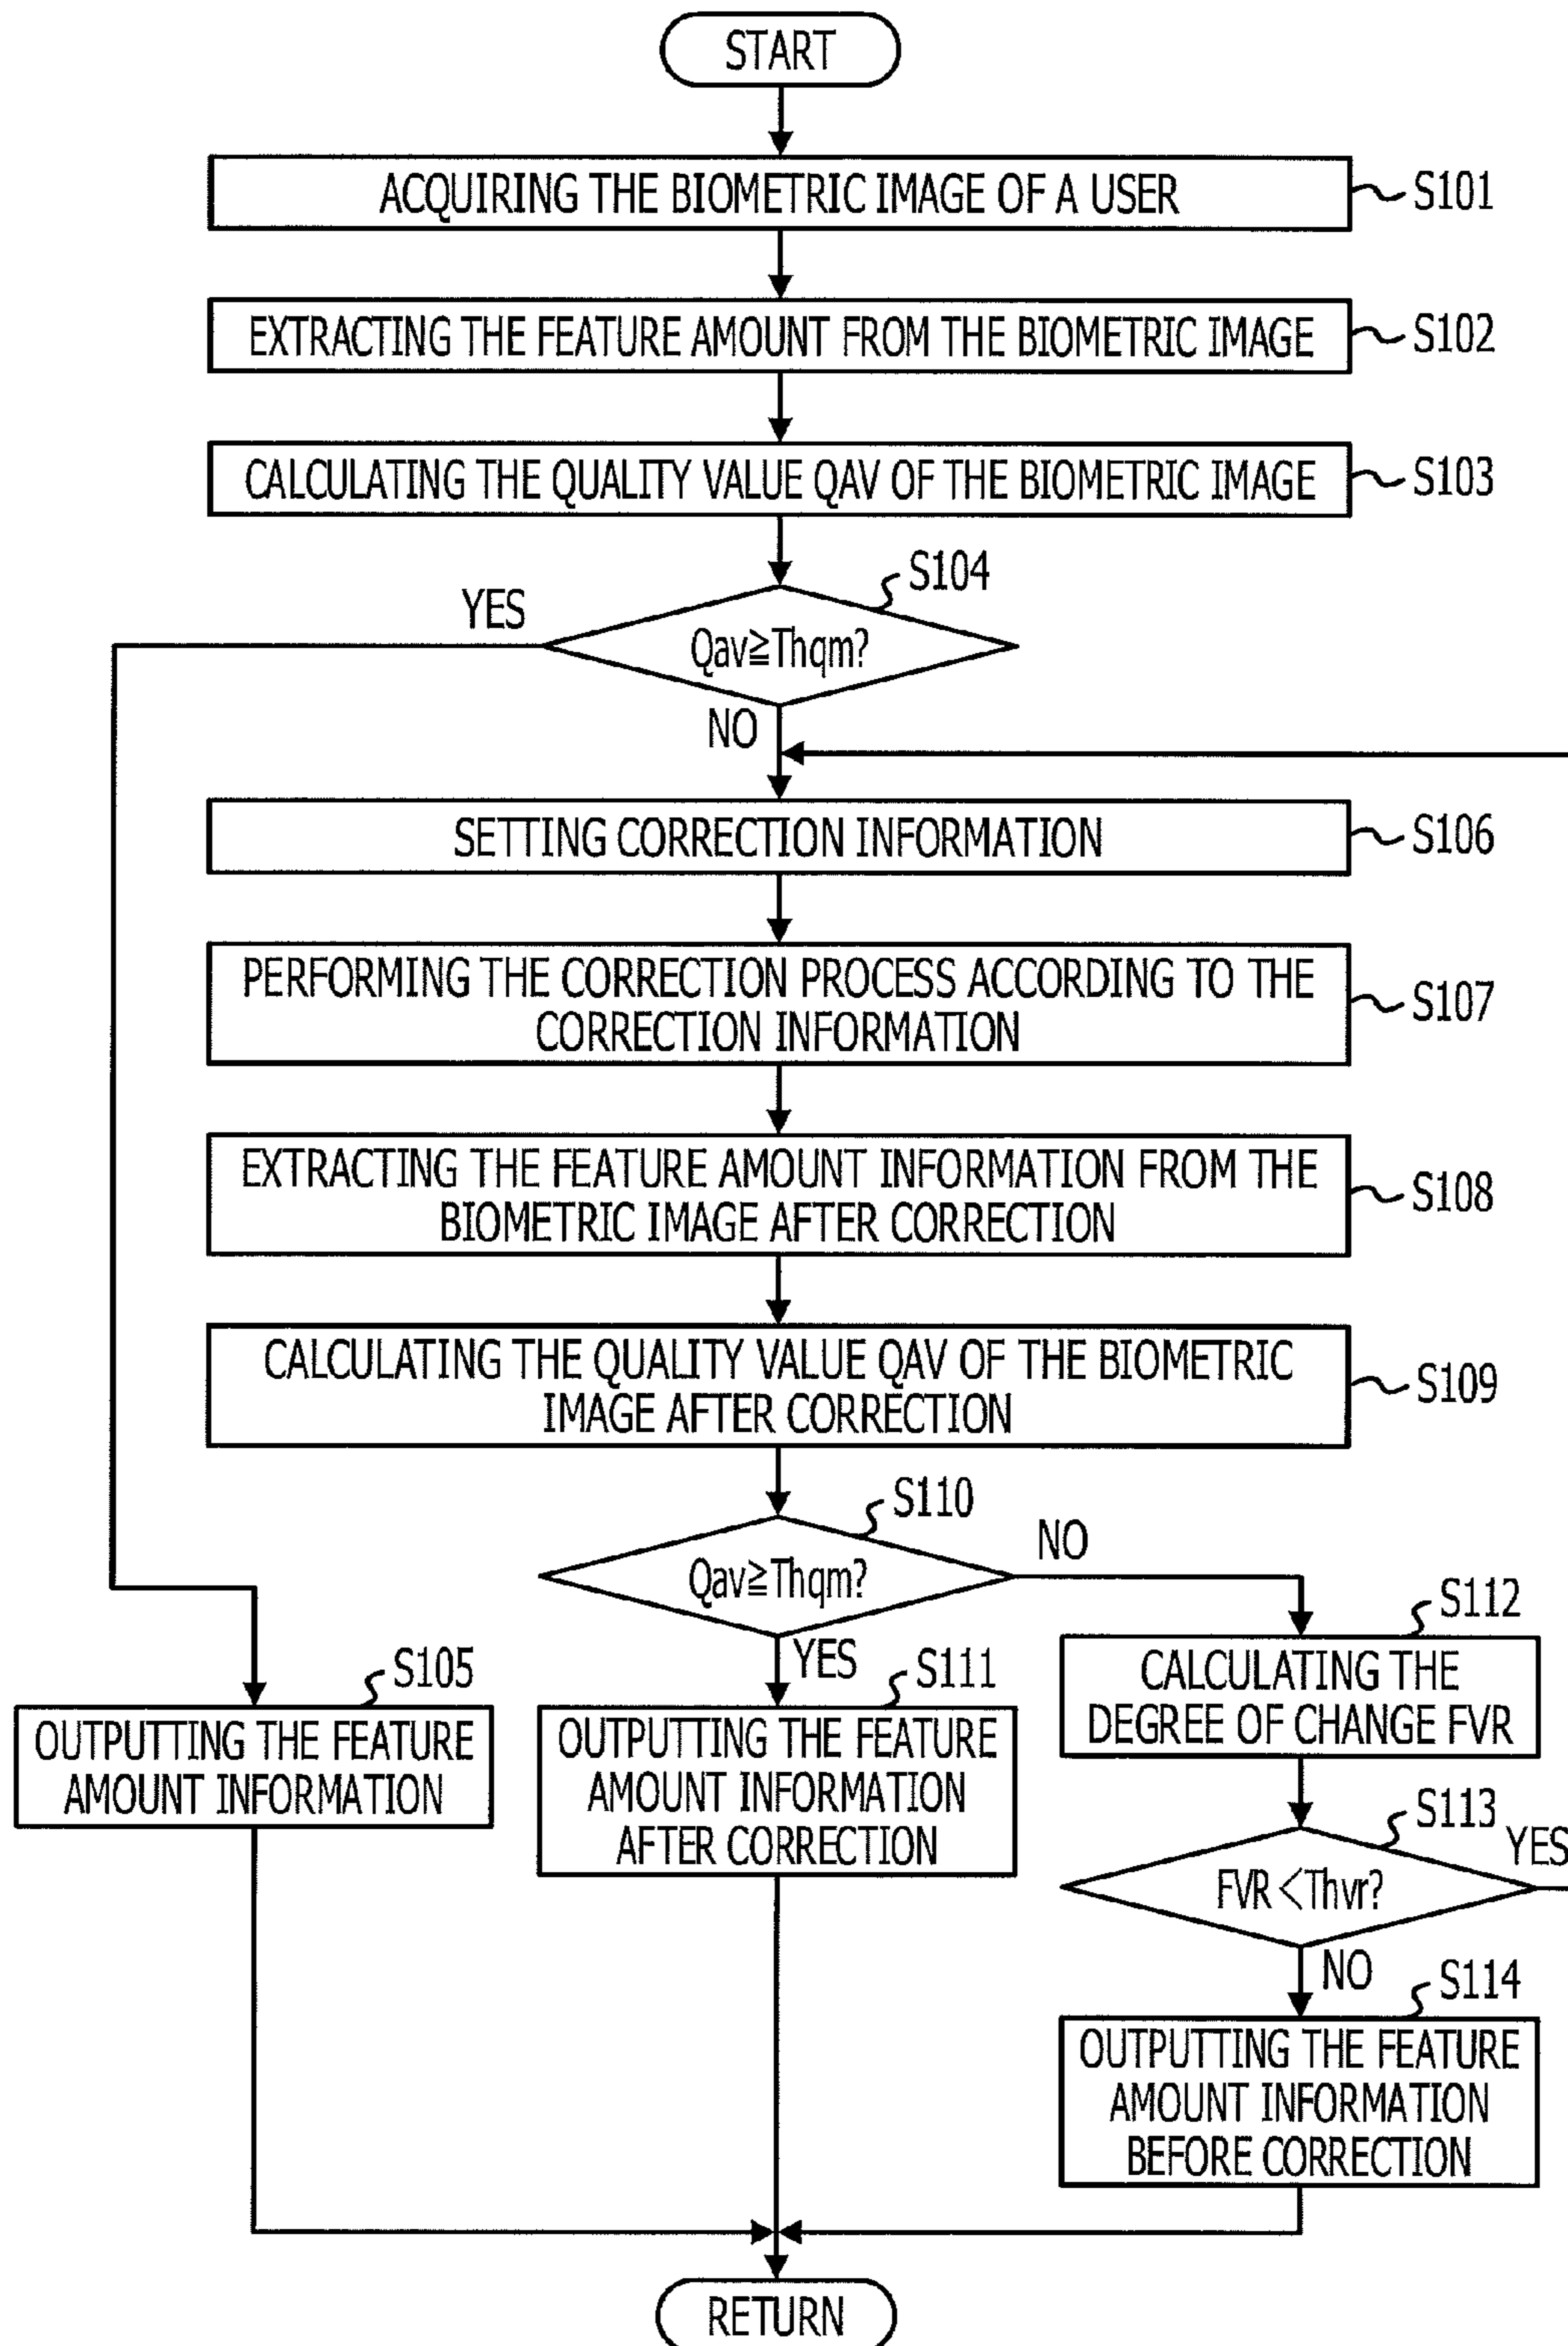 START
ACQUIRING THE BIOMETRIC IMAGE OF A USER
S101
EXTRACTING THE FEATURE AMOUNT FROM THE BIOMETRIC IMAGE
S102
CALCULATING THE QUALITY VALUE QAV OF THE BIOMETRIC IMAGE
S103
S104
YES
Qav≧Thqm?
NO
SETTING CORRECTION INFORMATION
S106
PERFORMING THE CORRECTION PROCESS ACCORDING TO THE
CORRECTION INFORMATION
S107
EXTRACTING THE FEATURE AMOUNT INFORMATION FROM THE
BIOMETRIC IMAGE AFTER CORRECTION
S108
CALCULATING THE QUALITY VALUE QAV OF THE BIOMETRIC
IMAGE AFTER CORRECTION
S109
S110
Qav≧Thqm?
NO
YES
S105
OUTPUTTING THE FEATURE
AMOUNT INFORMATION
S111
OUTPUTTING THE FEATURE
AMOUNT INFORMATION
AFTER CORRECTION
S112
CALCULATING THE
DEGREE OF CHANGE FVR
S113
FVR<Thvr?
YES
NO
S114
OUTPUTTING THE FEATURE
AMOUNT INFORMATION
BEFORE CORRECTION
RETURN